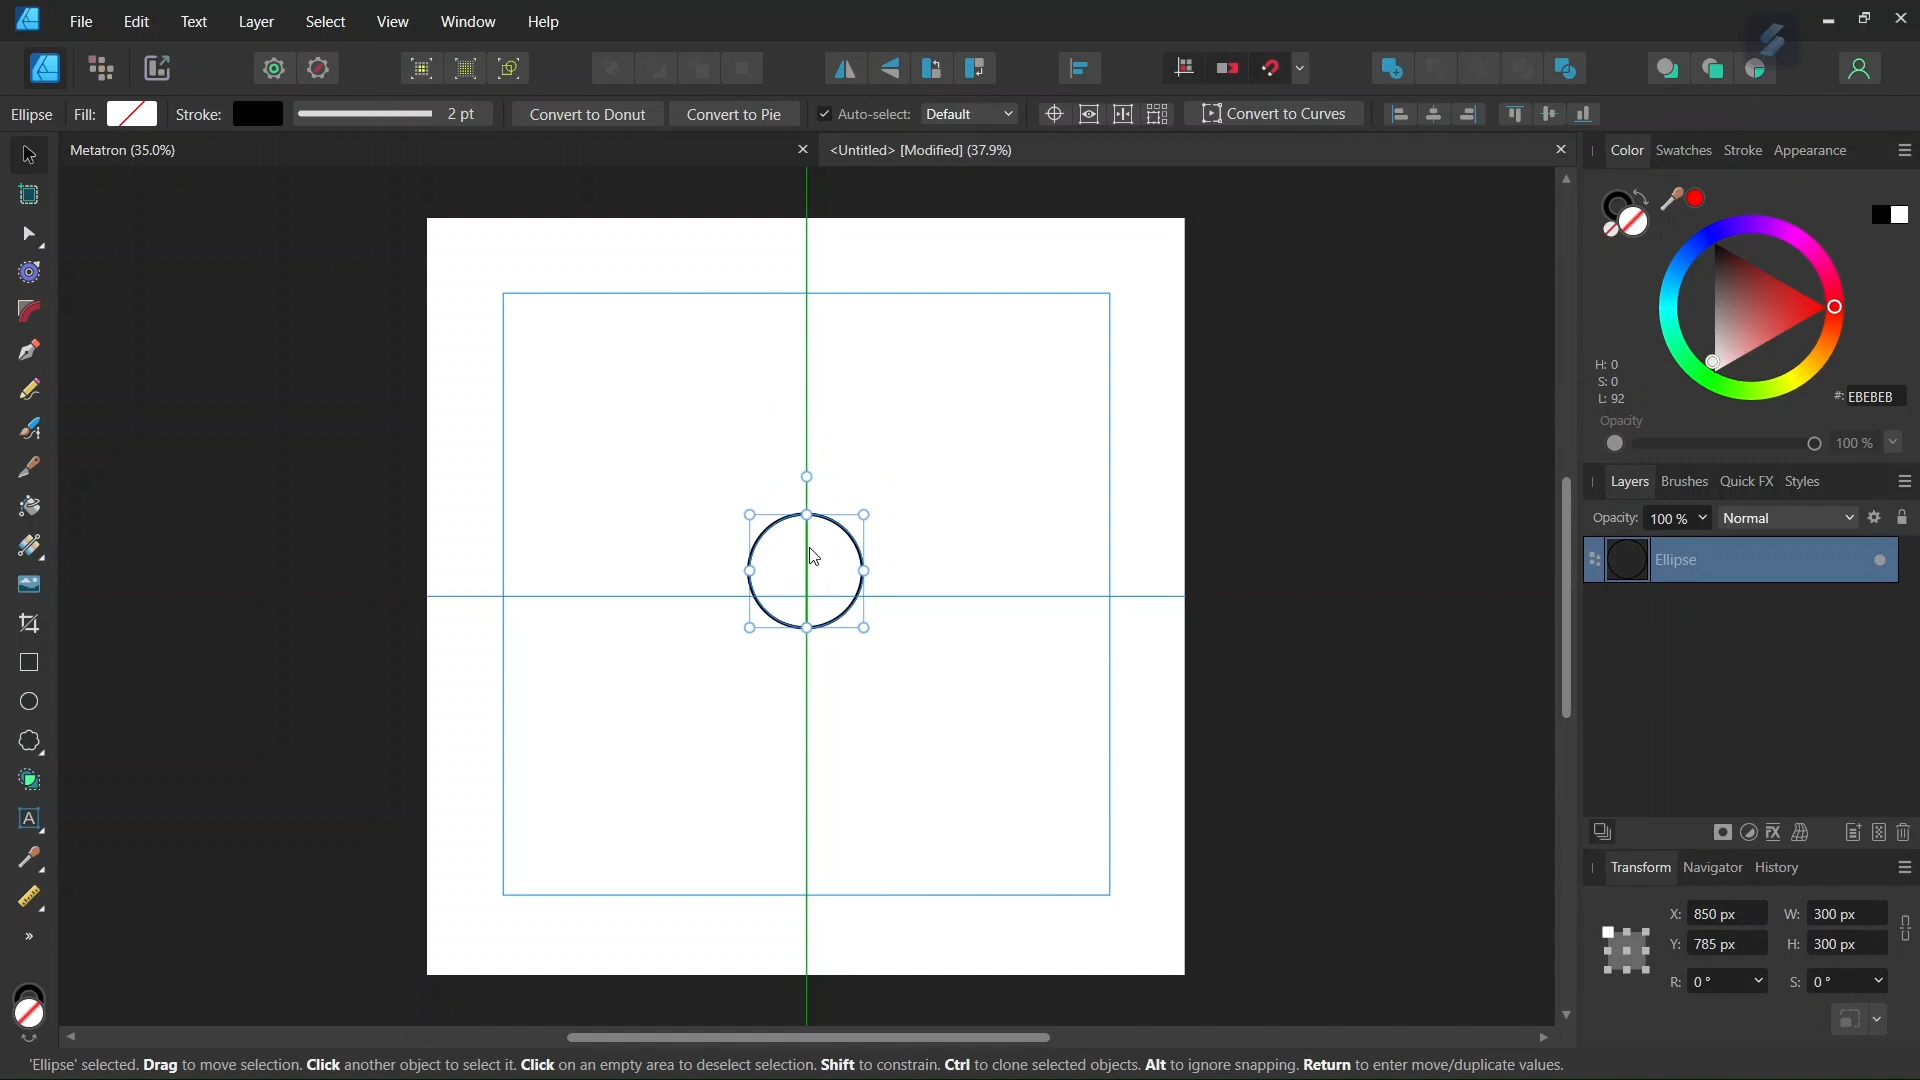 File Edit Text Layer Select View Window Help
Ellipse Fill: Stroke: 2 pt Convert to Donut Convert to Pie Auto-select: Default Convert to Curves
Metatron (35.0%) <Untitled> [Modified] (37.9%)
Color Swatches Stroke Appearance
H: 0
S: 0
L: 92
#: EBEBEB
Opacity
100 %
Layers Brushes Quick FX Styles
Opacity: 100 % Normal
Ellipse
A
Transform Navigator History
X: 850 px W: 300 px
Y: 785 px H: 300 px
R: 0 ° S: 0 °
'Ellipse' selected. Drag to move selection. Click another object to select it. Click on an empty area to deselect selection. Shift to constrain. Ctrl to clone selected objects. Alt to ignore snapping. Return to enter move/duplicate values.